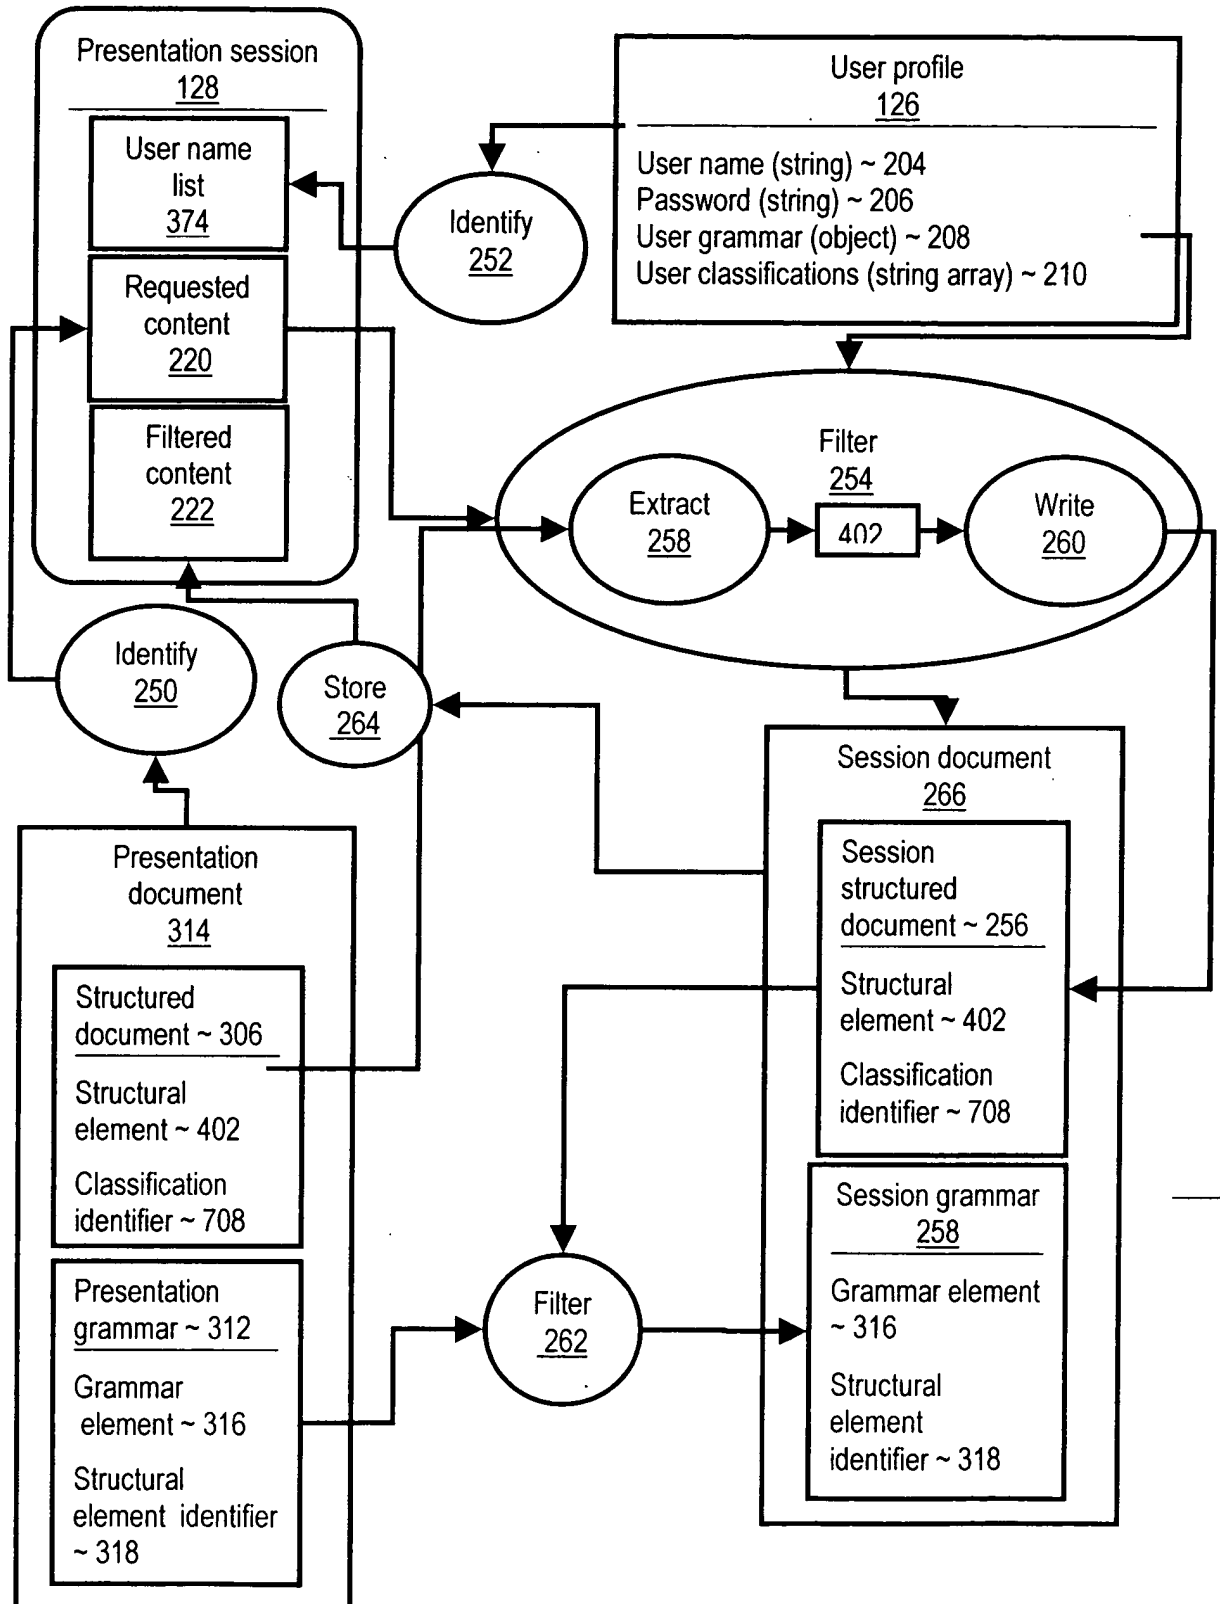 Presentation session
128
User name
list
374
Requested
content
220
Filtered
content
222
User profile
126
User name (string) ~ 204
Password (string) ~ 206
User grammar (object) ~ 208
User classifications (string array) ~ 210
Identify
252
Filter
254
Extract
258
402
Write
260
Identify
250
Store
264
Session document
266
Session
structured
document ~ 256
Structural
element ~ 402
Classification
identifier ~ 708
Session grammar
258
Grammar element
~ 316
Structural
element
identifier ~ 318
Presentation
document
314
Structured
document ~ 306
Structural
element ~ 402
Classification
identifier ~ 708
Presentation
grammar ~ 312
Grammar
element ~ 316
Structural
element identifier
~ 318
Filter
262